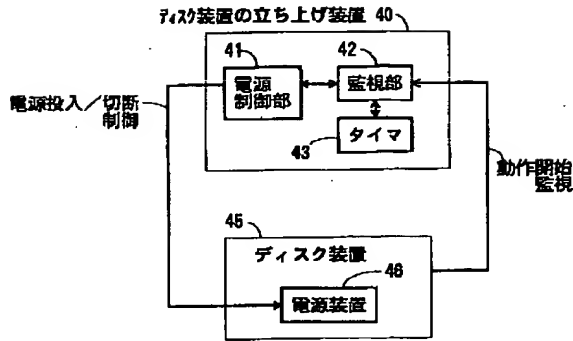 ディスク装置の立ち上げ装置 40
41
42
電源
制御部
監視部
43
タイマ
電源投入／切断
制御
動作開始
監視
45
ディスク装置
46
電源装置